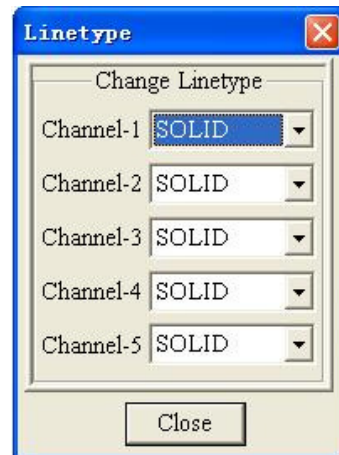 Linetype
Change Linetype
Channel-1 SOLID
Channel-2 SOLID
Channel-3 SOLID
Channel-4 SOLID
Channel-5 SOLID
Close